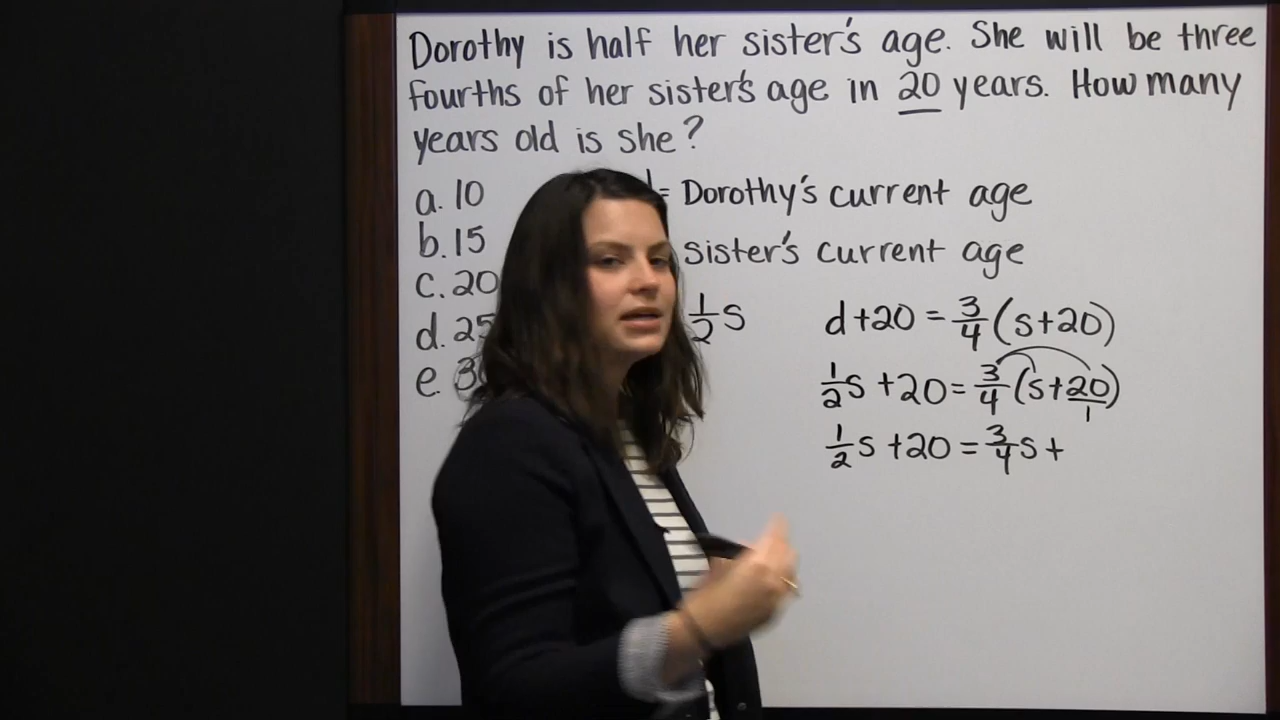 Dorothy is half her sister's age. She will be three
fourths of her sister's age in 20 years. How many
years old is she?
a. 10
= Dorothy's current age
b. 15
sister's current age
c. 20
d. 25
1/2 s
d+20 = 3/4 (s+20)
e.
1/2 s +20 = 3/4 (s+20/1)
1/2 s +20 = 3/4 s +